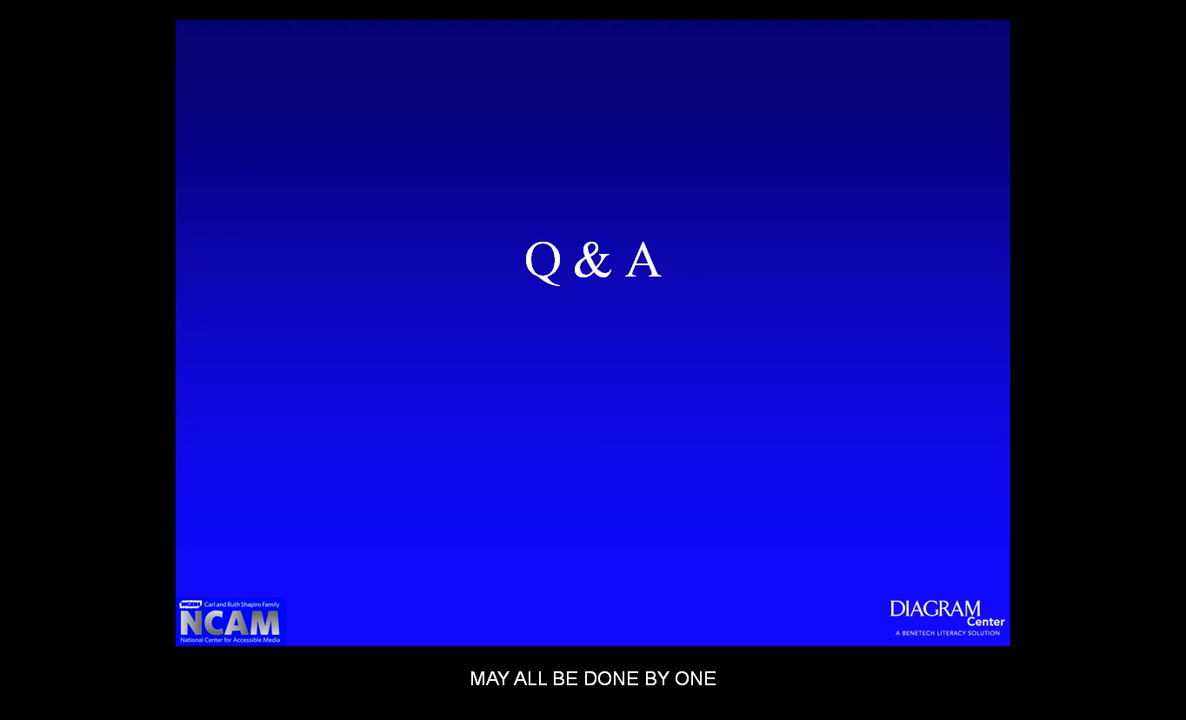 Q & A
WGBH Carl and Ruth Shapiro Family
NCAM
National Center for Accessible Media
DIAGRAM
Center
A BENETECH LITERACY SOLUTION
MAY ALL BE DONE BY ONE